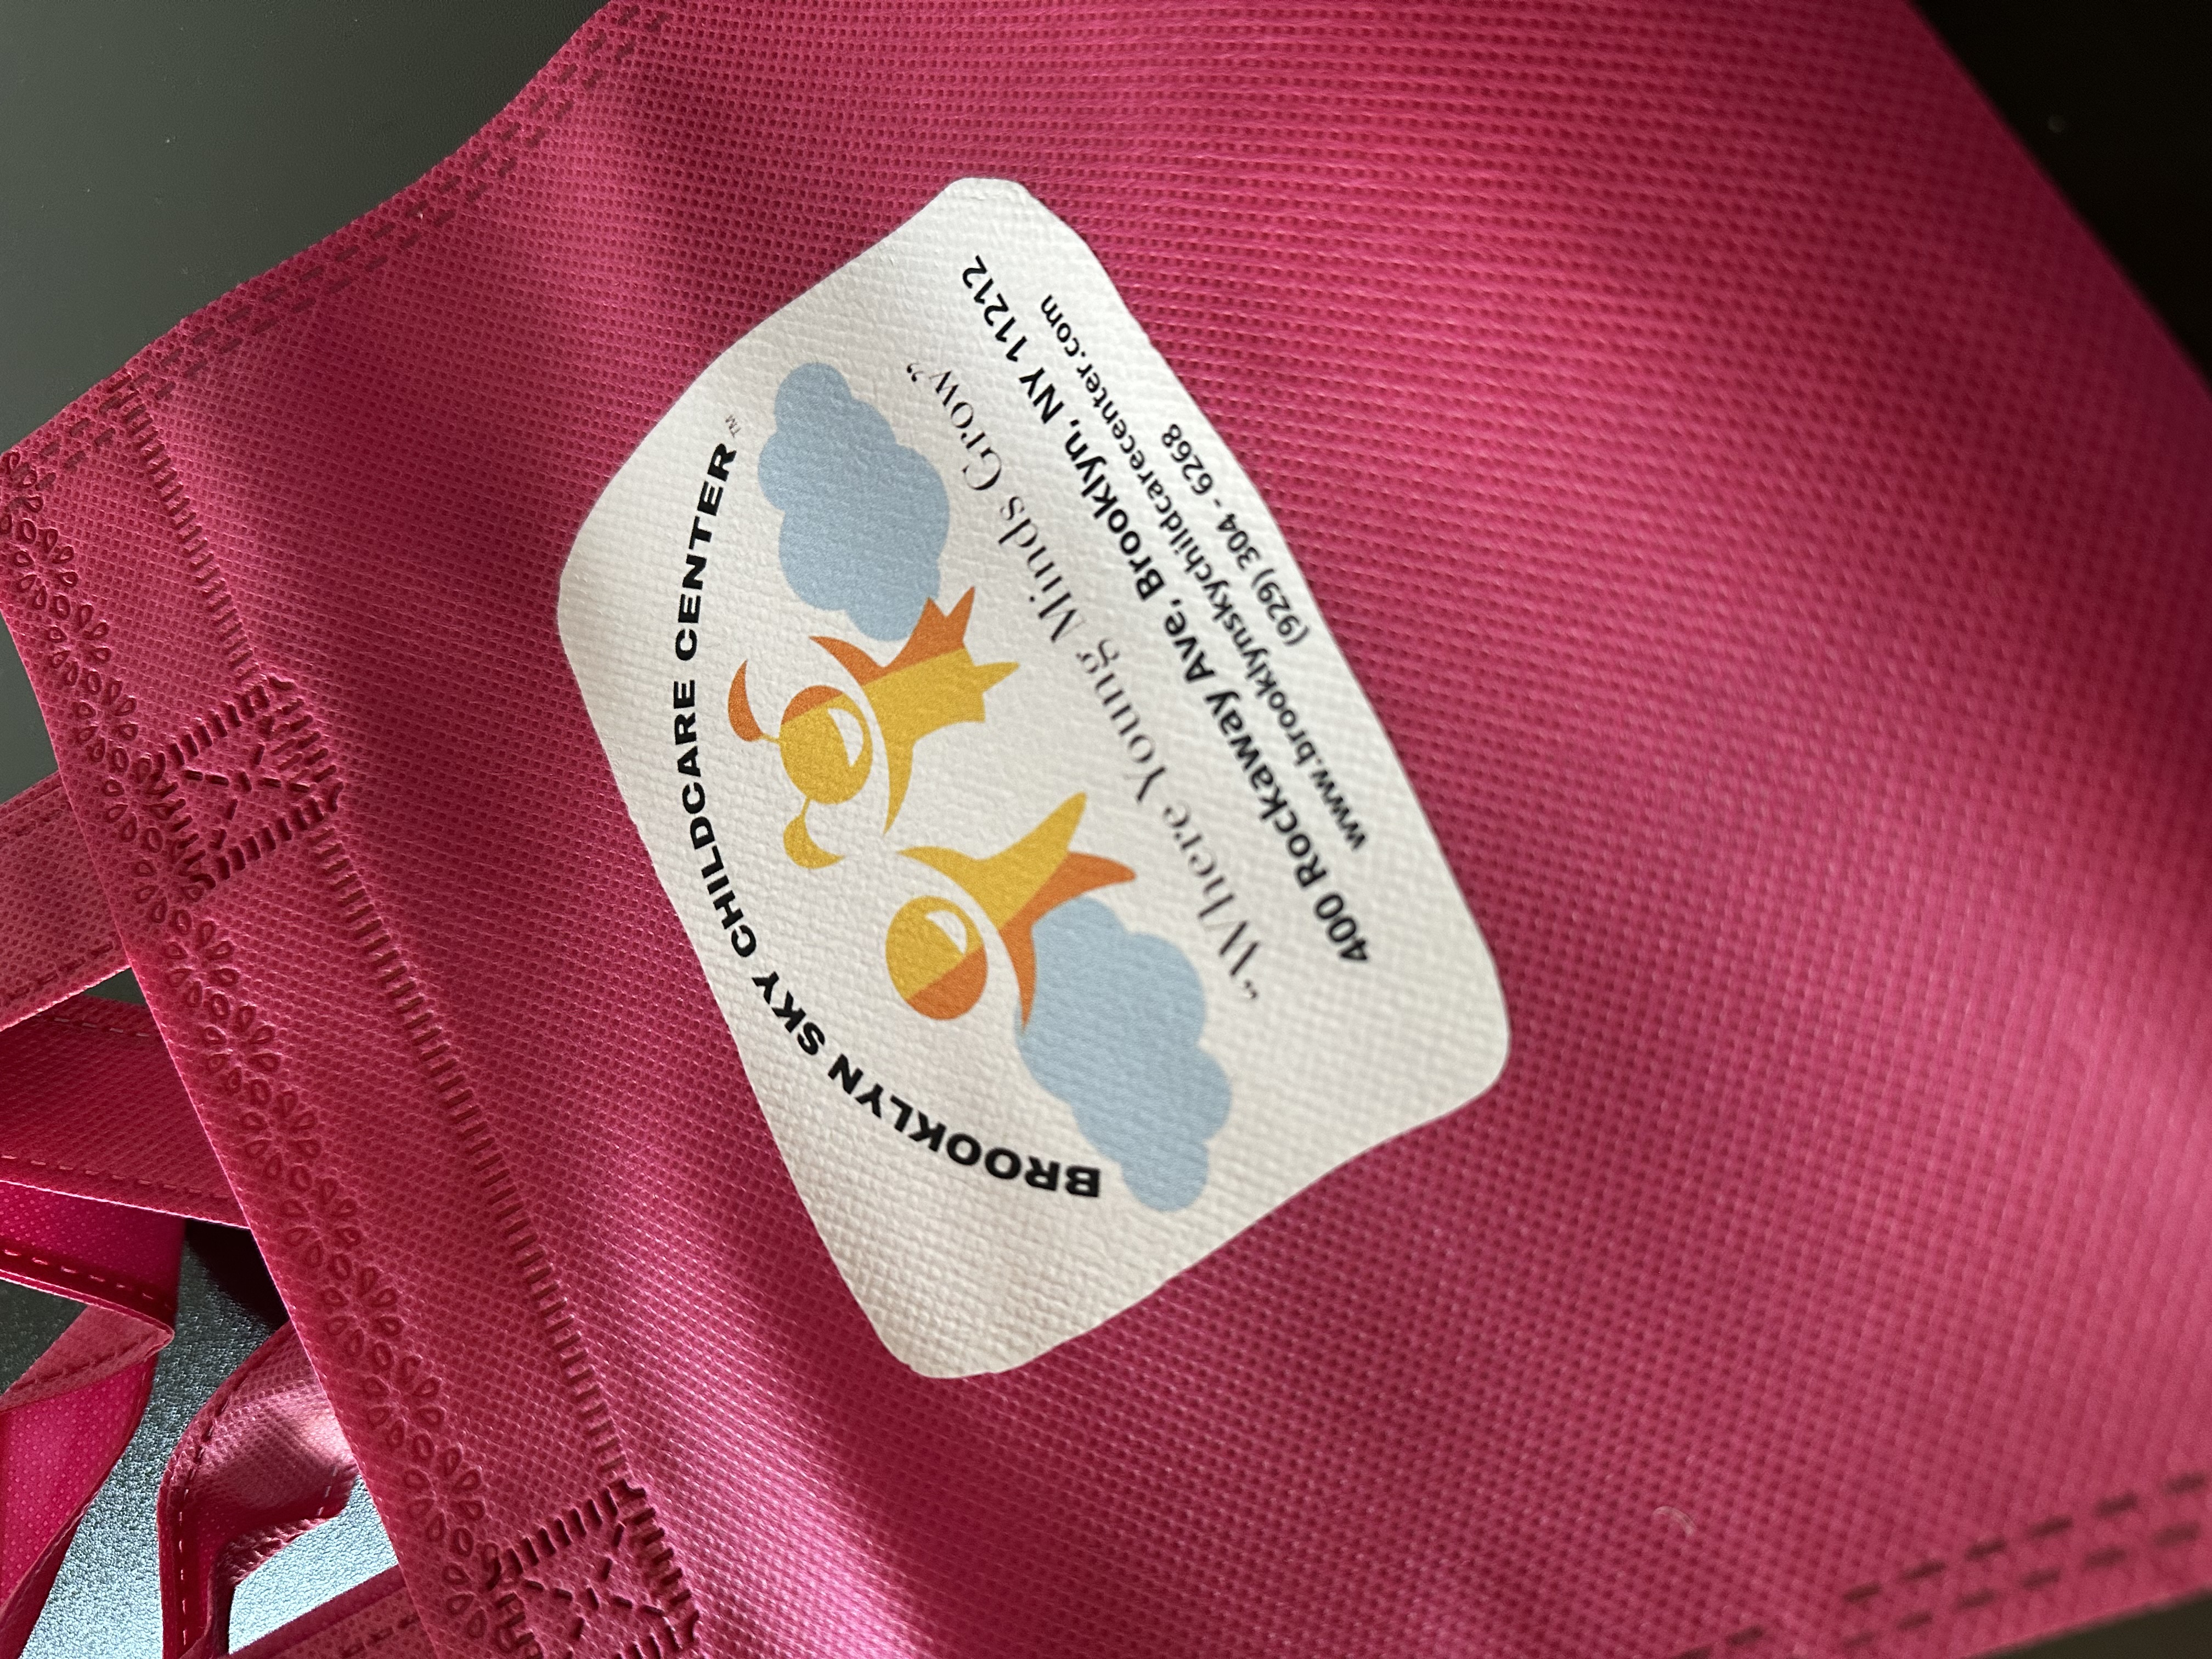 BROOKLYN SKY CHILDCARE CENTER™
“Where Young Minds Grow”
400 Rockaway Ave, Brooklyn, NY 11212
www.brooklynskychildcarecenter.com
(929) 304 - 6268